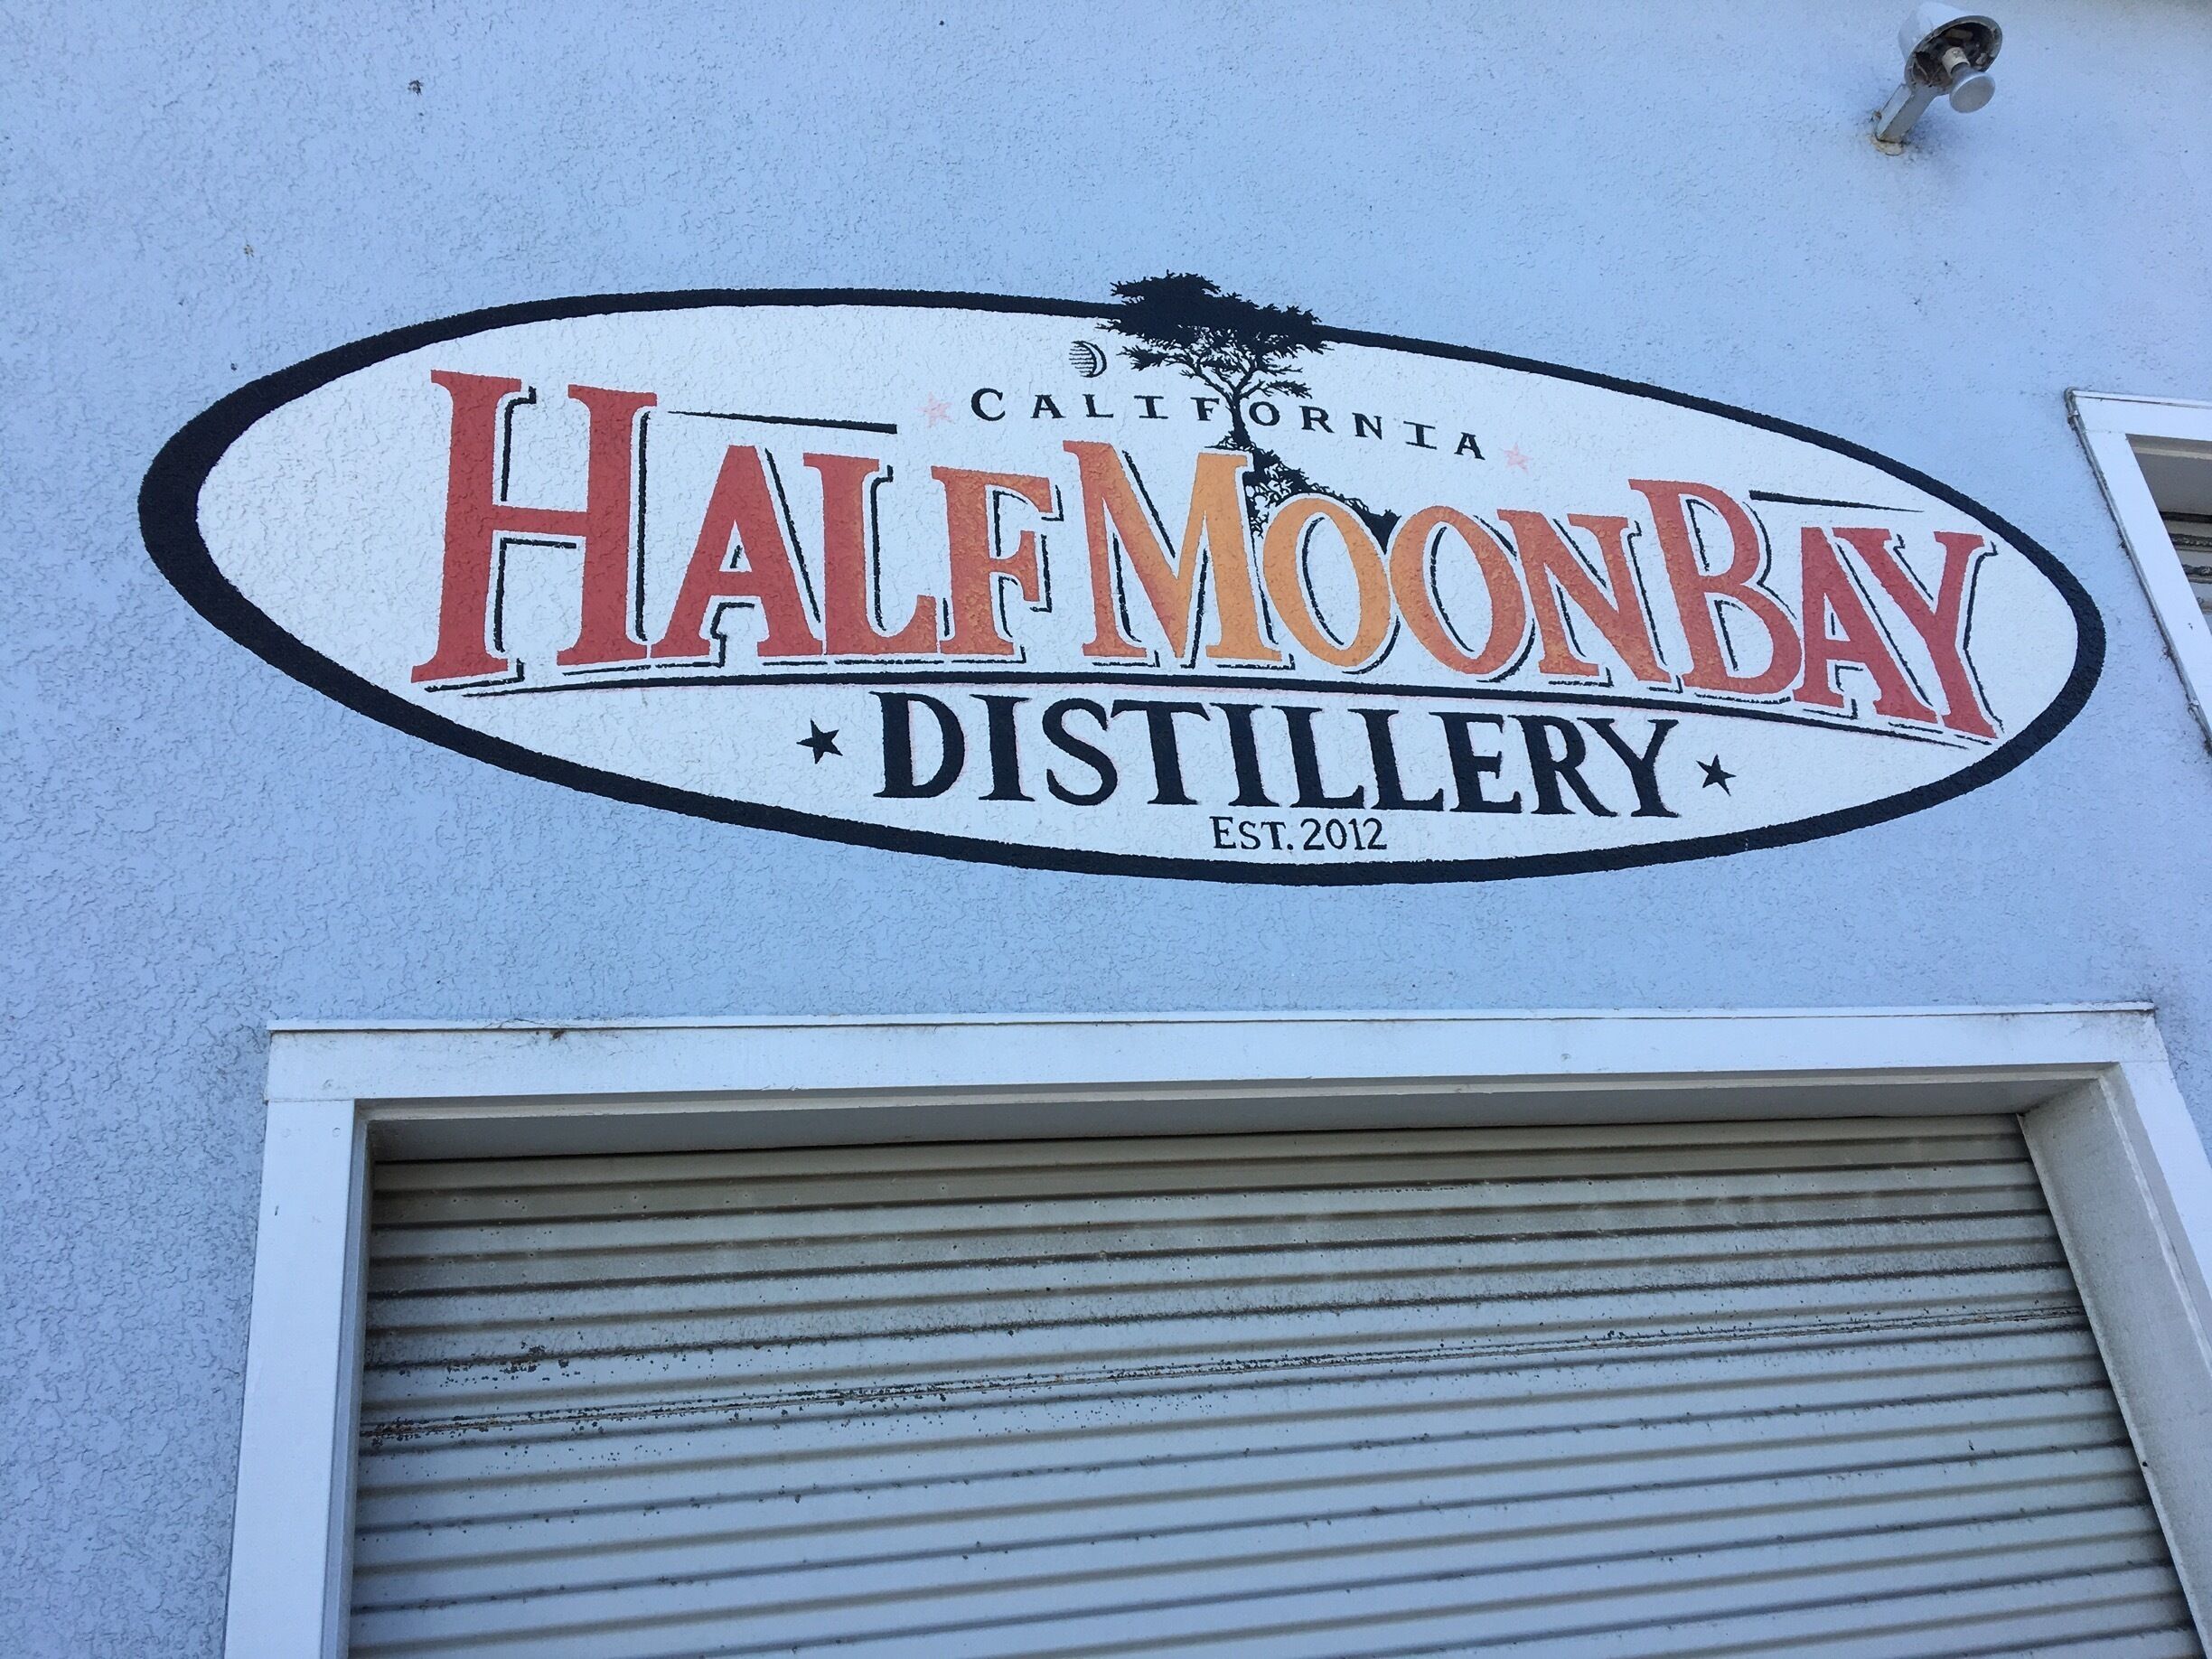 CALIFORNIA
HALF MOON BAY
DISTILLERY
EST. 2012